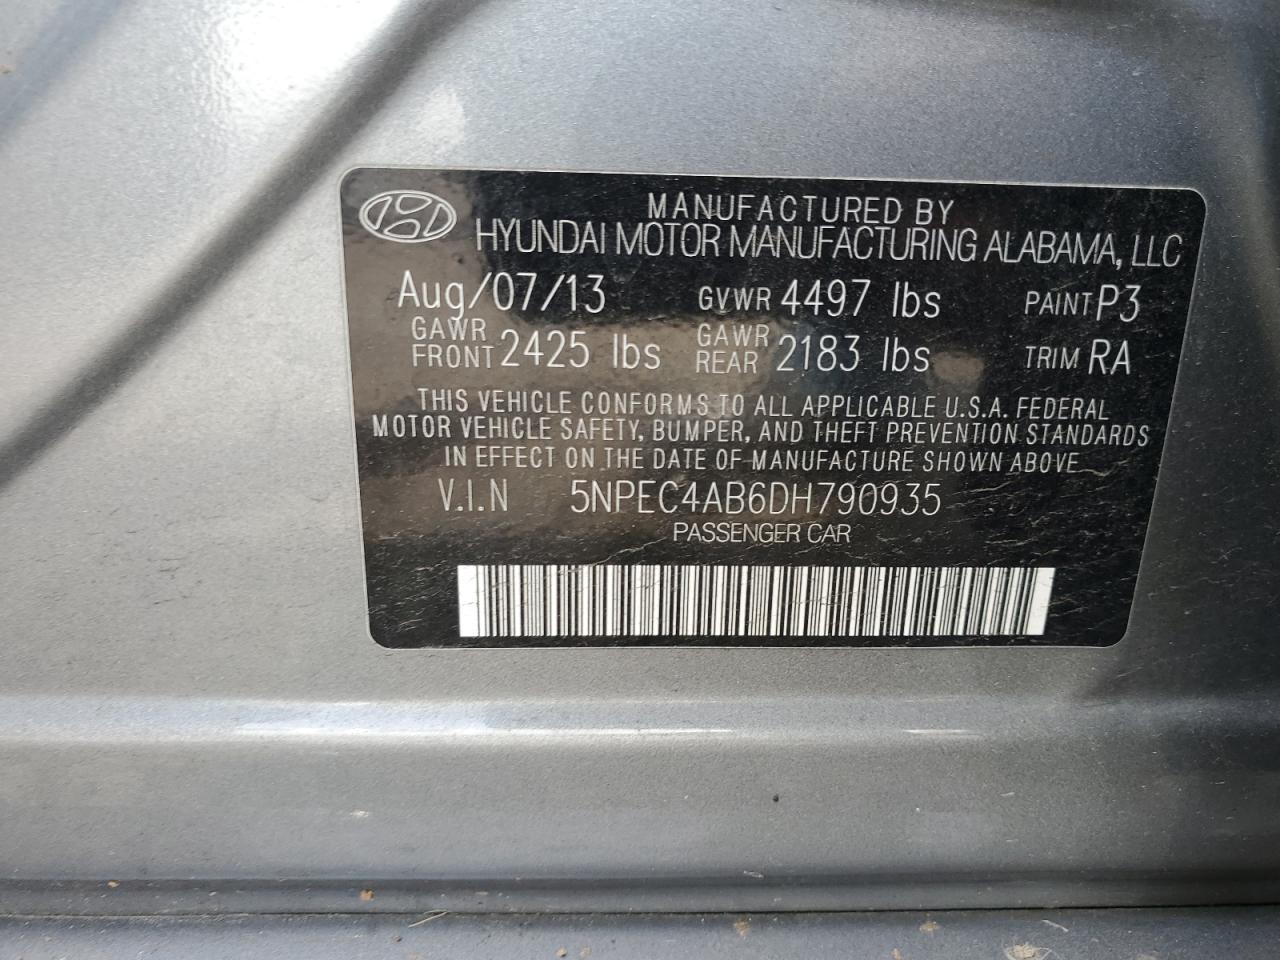 MANUFACTURED BY
HYUNDAI MOTOR MANUFACTURING ALABAMA, LLC
Aug/07/13 GVWR 4497 lbs PAINT P3
GAWR FRONT 2425 lbs GAWR REAR 2183 lbs TRIM RA
THIS VEHICLE CONFORMS TO ALL APPLICABLE U.S.A. FEDERAL
MOTOR VEHICLE SAFETY, BUMPER, AND THEFT PREVENTION STANDARDS
IN EFFECT ON THE DATE OF MANUFACTURE SHOWN ABOVE
V.I.N 5NPEC4AB6DH790935
PASSENGER CAR